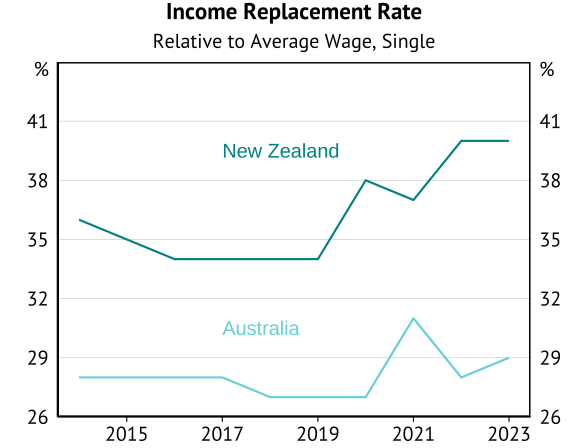 Income Replacement Rate
Relative to Average Wage, Single
% %
41 41
New Zealand
38 38
35 35
32 32
Australia
29 29
26 26
2015 2017 2019 2021 2023